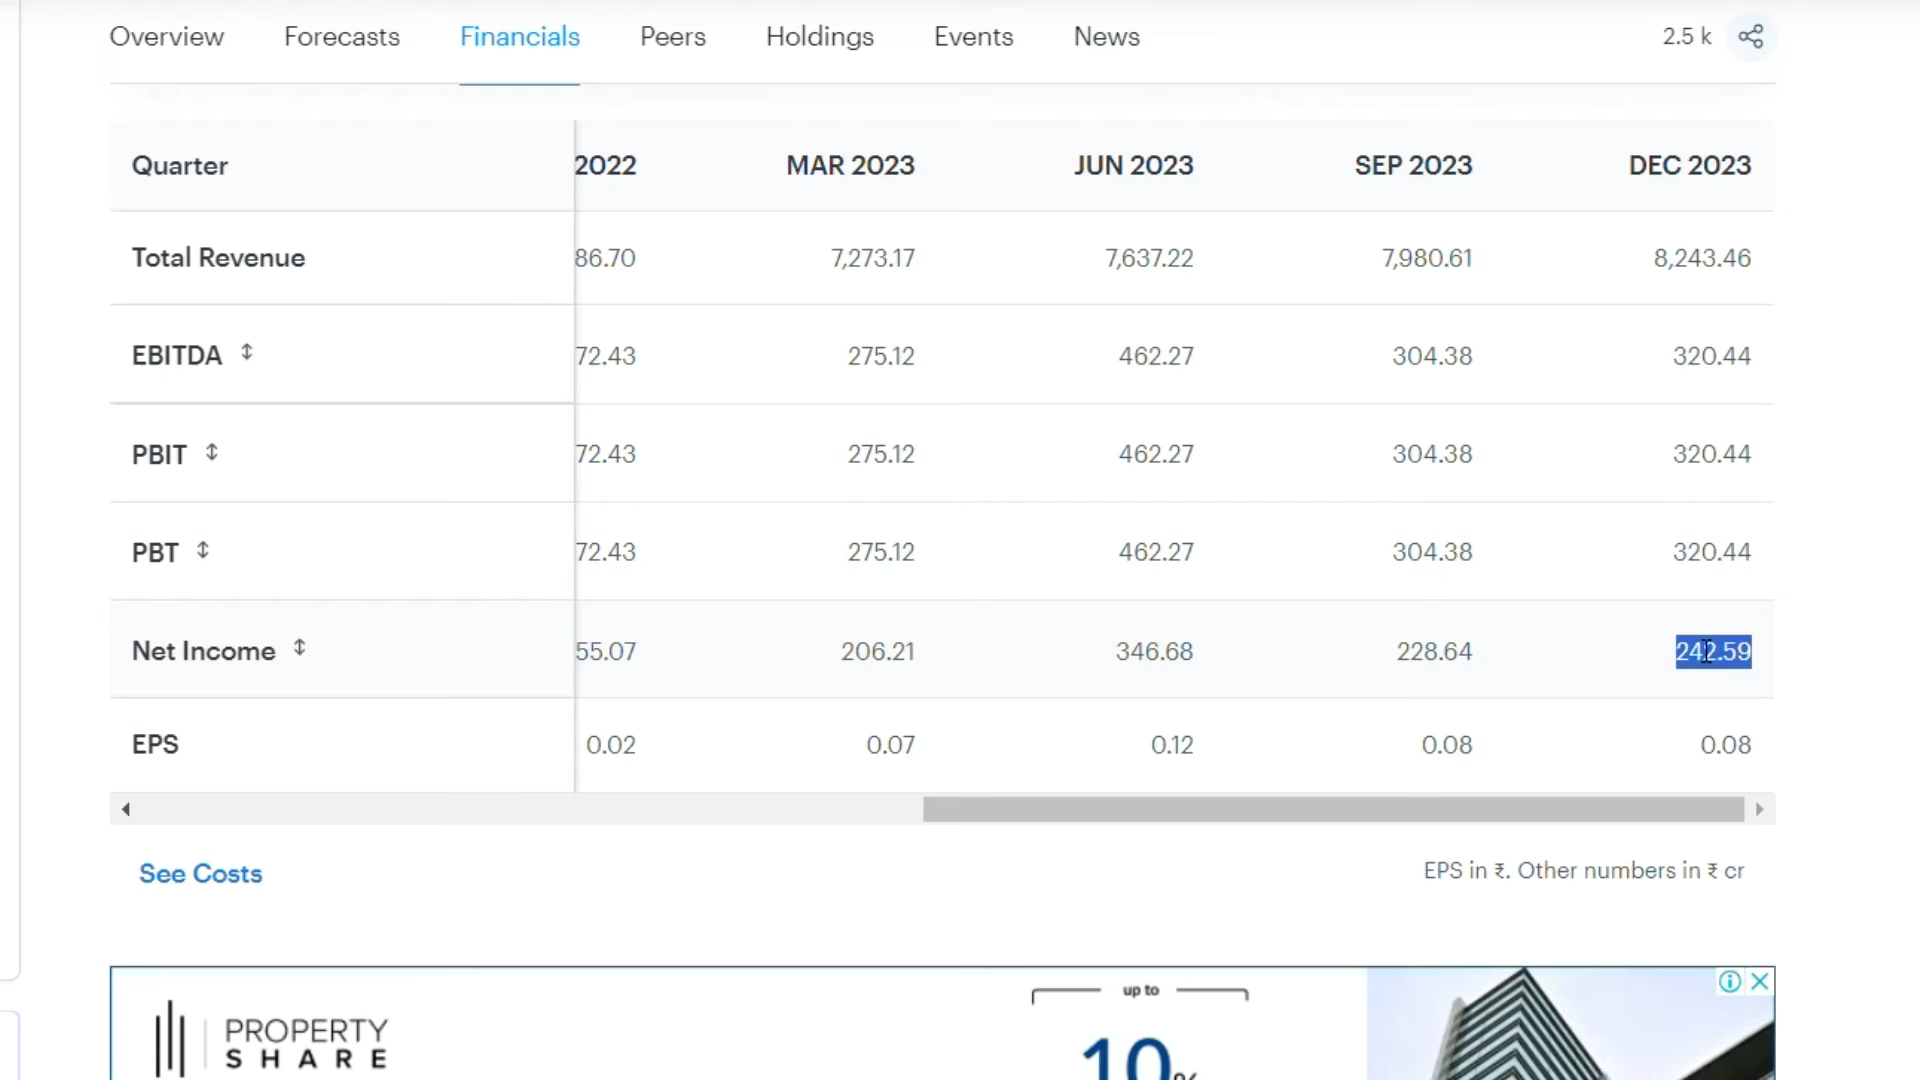 Overview Forecasts Financials Peers Holdings Events News 2.5 k
Quarter 2022 MAR 2023 JUN 2023 SEP 2023 DEC 2023
Total Revenue 86.70 7,273.17 7,637.22 7,980.61 8,243.46
EBITDA 72.43 275.12 462.27 304.38 320.44
PBIT 72.43 275.12 462.27 304.38 320.44
PBT 72.43 275.12 462.27 304.38 320.44
Net Income 55.07 206.21 346.68 228.64 242.59
EPS 0.02 0.07 0.12 0.08 0.08
See Costs EPS in ₹. Other numbers in ₹ cr
up to
PROPERTY
SHARE
10%